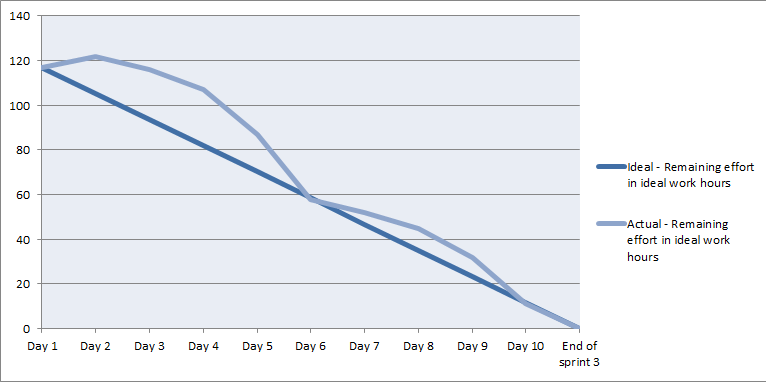 140
120
100
80
60
40
20
0
Day 1 Day 2 Day 3 Day 4 Day 5 Day 6 Day 7 Day 8 Day 9 Day 10 End of
sprint 3
Ideal - Remaining effort
in ideal work hours
Actual - Remaining
effort in ideal work
hours